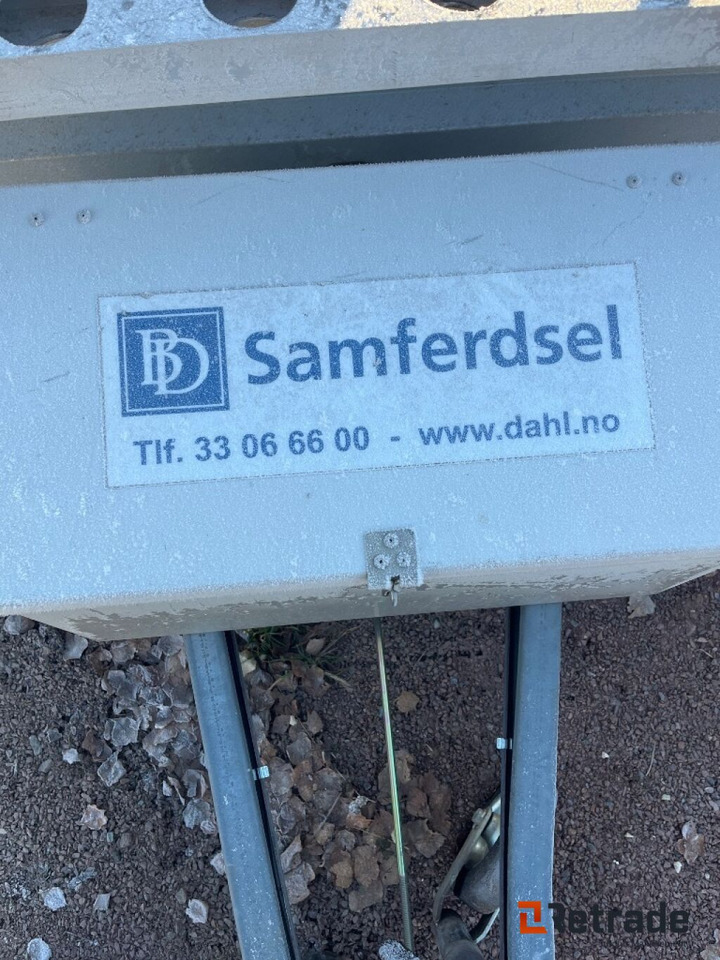 BD Samferdsel
Tlf. 33 06 66 00 - www.dahl.no
Retrade